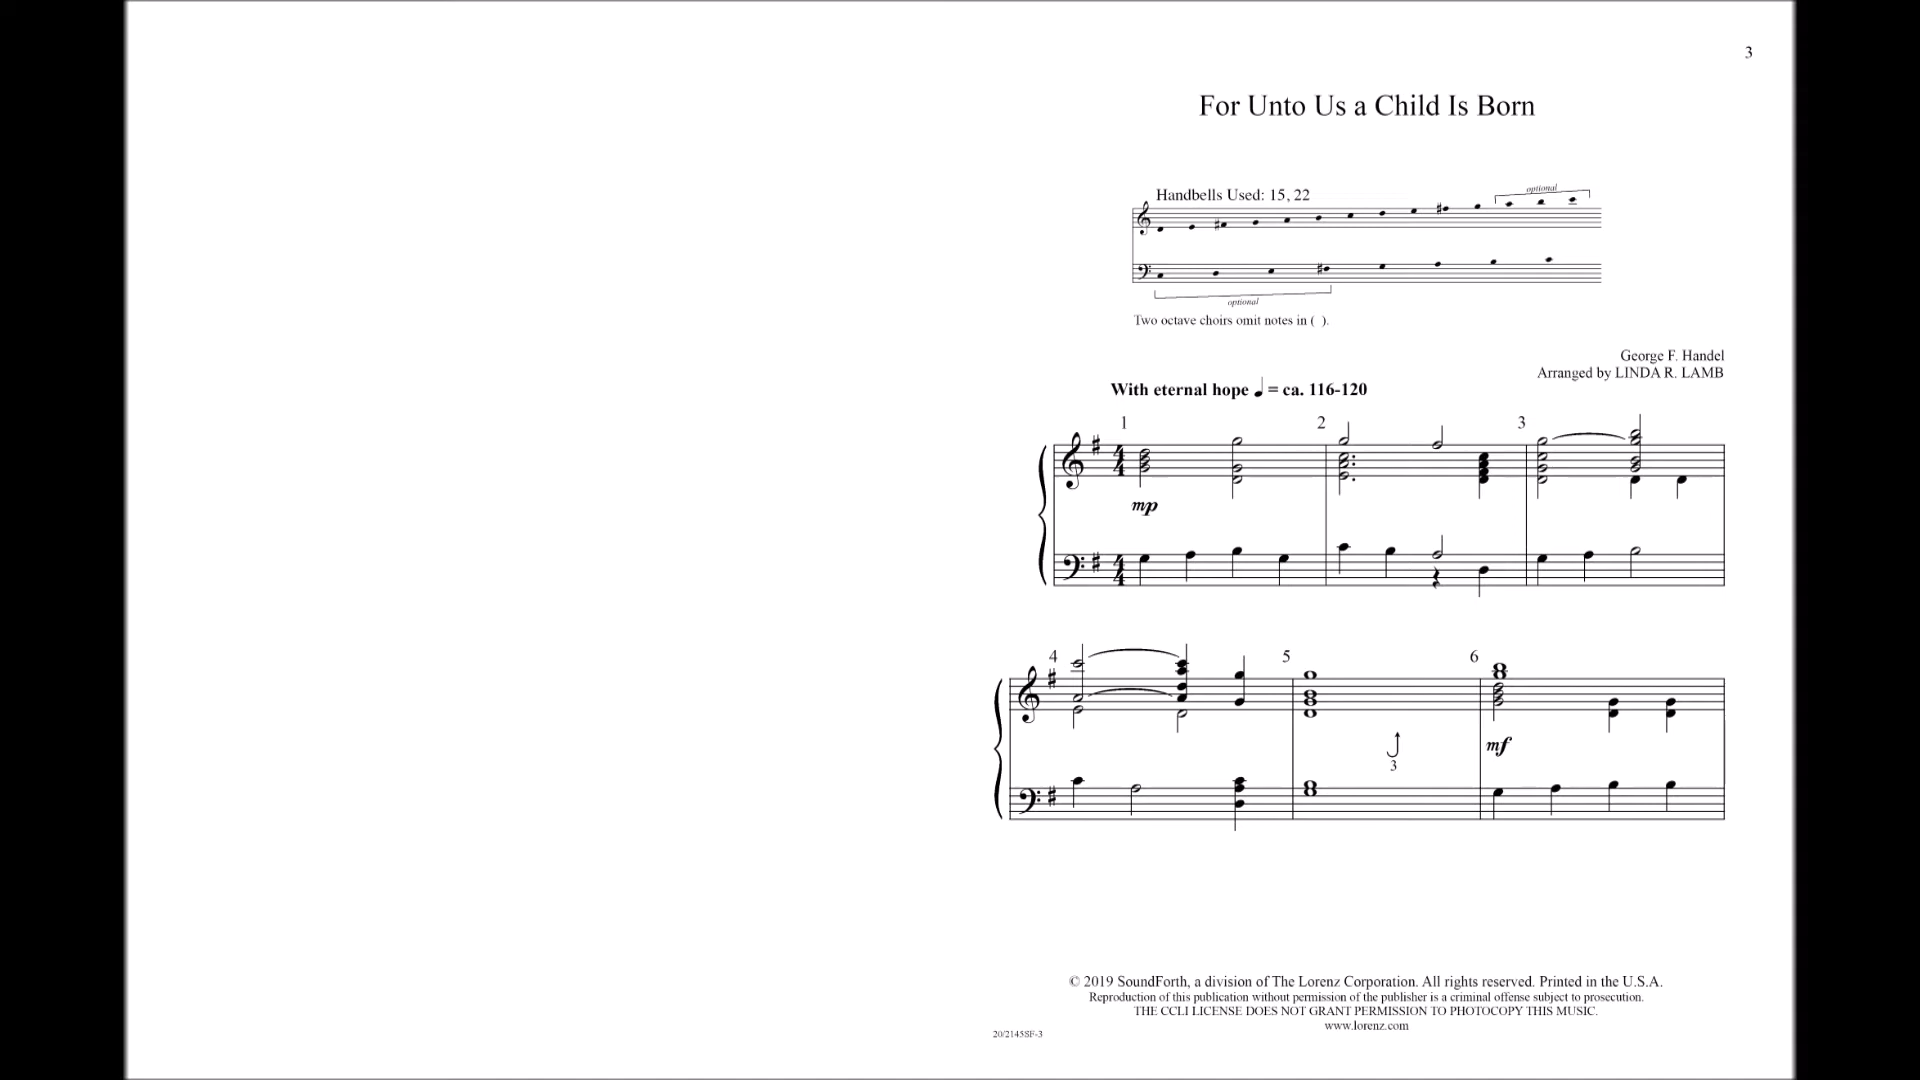 3
For Unto Us a Child Is Born
optional
Handbells Used: 15, 22
optional
Two octave choirs omit notes in (  ).
George F. Handel
Arranged by LINDA R. LAMB
With eternal hope ♩ = ca. 116-120
1 2 3
mp
4 5 6
3
mf
© 2019 SoundForth, a division of The Lorenz Corporation. All rights reserved. Printed in the U.S.A.
Reproduction of this publication without permission of the publisher is a criminal offense subject to prosecution.
THE CCLI LICENSE DOES NOT GRANT PERMISSION TO PHOTOCOPY THIS MUSIC.
www.lorenz.com
20/2145SF-3